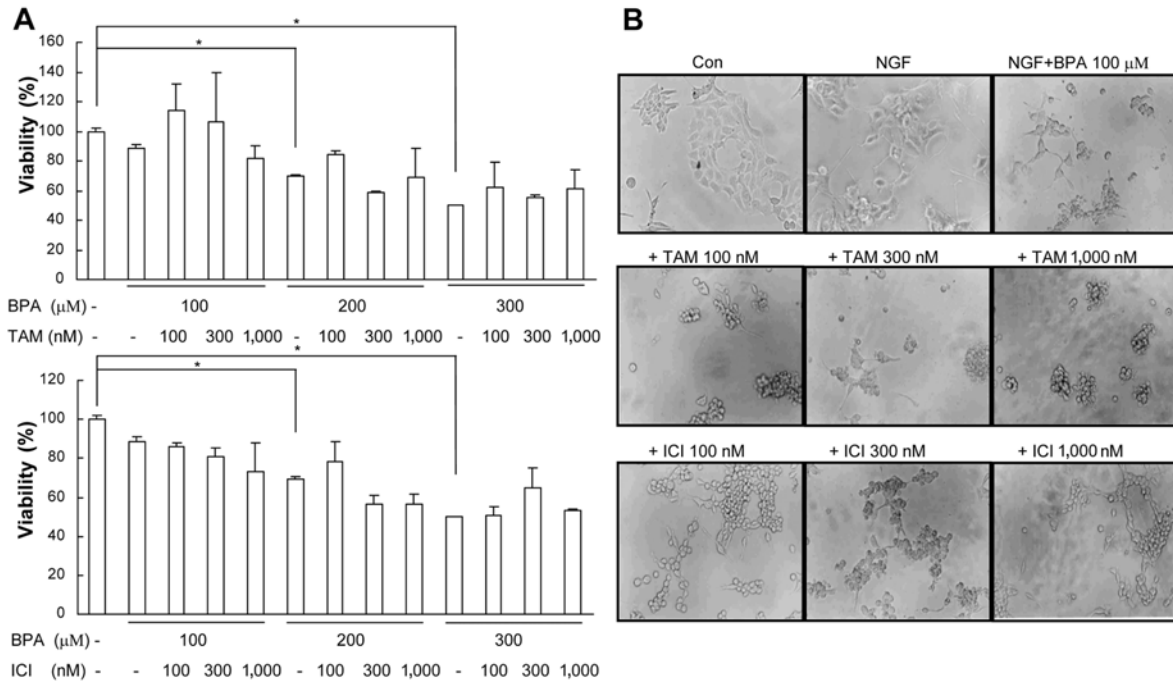 A
*
*
160
140
120
100
80
60
40
20
0
Viability (%)
BPA (μM) - 100 200 300
TAM (nM) - - 100 300 1,000 - 100 300 1,000 - 100 300 1,000
*
*
120
100
80
60
40
20
0
Viability (%)
BPA (μM) - 100 200 300
ICI (nM) - - 100 300 1,000 - 100 300 1,000 - 100 300 1,000
B
Con NGF NGF+BPA 100 μM
+ TAM 100 nM + TAM 300 nM + TAM 1,000 nM
+ ICI 100 nM + ICI 300 nM + ICI 1,000 nM